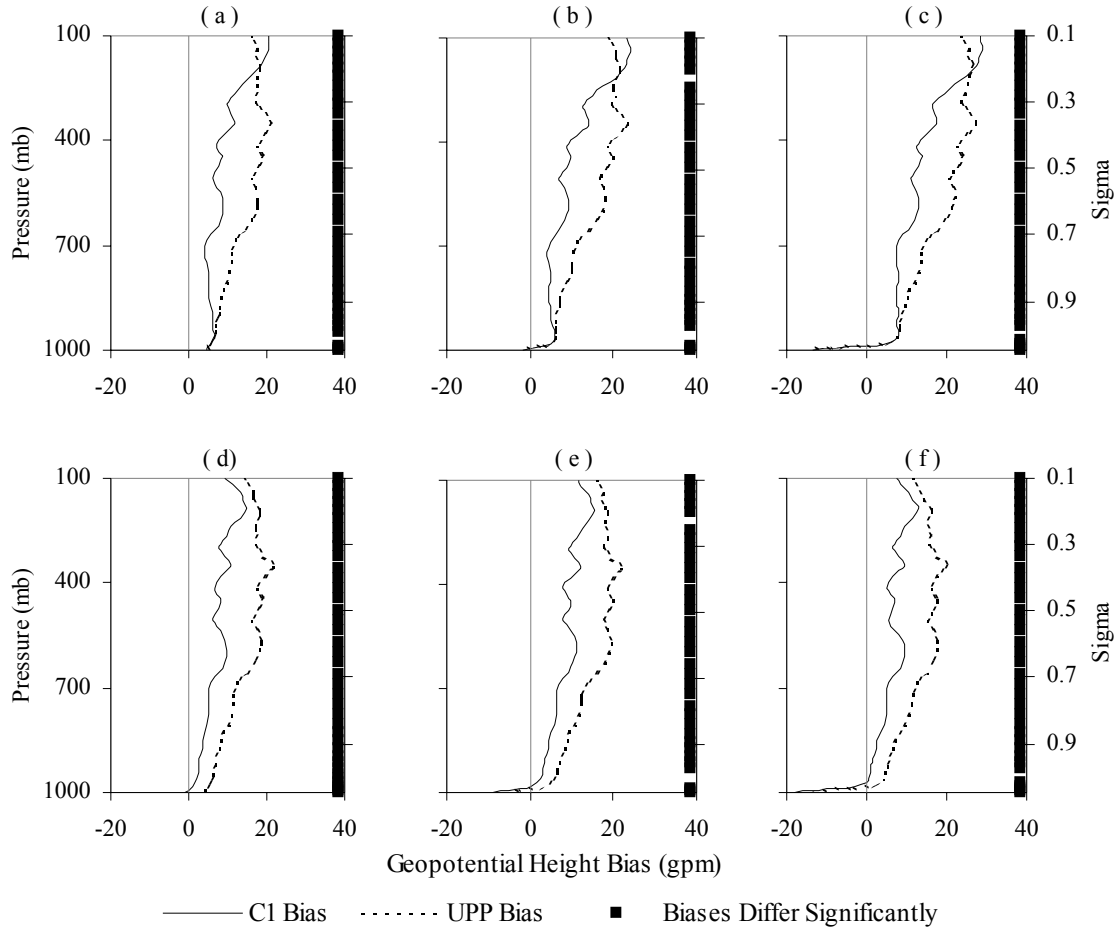 ( a )
( b )
( c )
100
400
700
1000
Pressure (mb)
0.1
0.3
0.5
0.7
0.9
Sigma
-20 0 20 40
-20 0 20 40
-20 0 20 40
( d)
( e )
( f )
100
400
700
1000
Pressure (mb)
0.1
0.3
0.5
0.7
0.9
Sigma
-20 0 20 40
-20 0 20 40
-20 0 20 40
Geopotential Height Bias (gpm)
C1 Bias
UPP Bias
Biases Differ Significantly